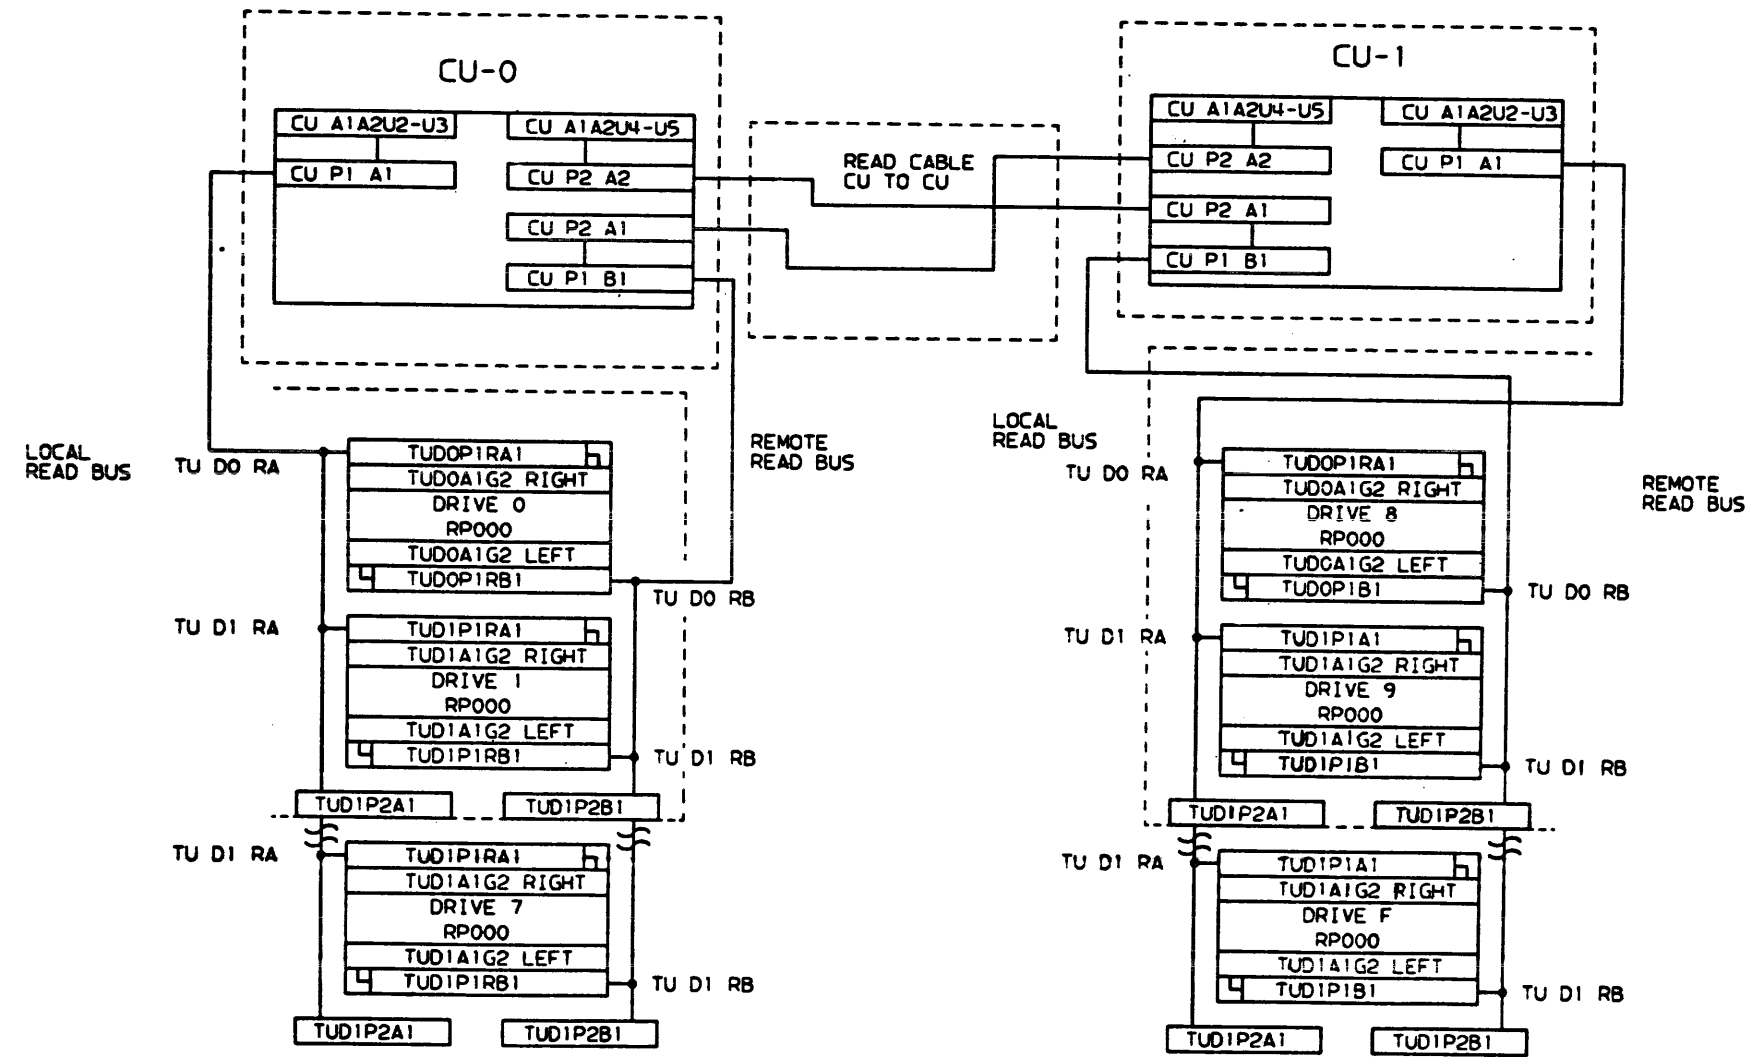 CU-0
CU A1A2U2-U3
CU A1A2U4-U5
CU P1 A1
CU P2 A2
CU P2 A1
CU P1 B1
READ CABLE
CU TO CU
CU-1
CU A1A2U4-U5
CU A1A2U2-U3
CU P2 A2
CU P1 A1
CU P2 A1
CU P1 B1
LOCAL
READ BUS
TU D0 RA
TUD0P1RA1
TUD0A1G2 RIGHT
DRIVE 0
RP000
TUD0A1G2 LEFT
TUD0P1RB1
REMOTE
READ BUS
TU D0 RB
TU D1 RA
TUD1P1RA1
TUD1A1G2 RIGHT
DRIVE 1
RP000
TUD1A1G2 LEFT
TUD1P1RB1
TU D1 RB
TUD1P2A1
TUD1P2B1
TU D1 RA
TUD1P1RA1
TUD1A1G2 RIGHT
DRIVE 7
RP000
TUD1A1G2 LEFT
TUD1P1RB1
TU D1 RB
TUD1P2A1
TUD1P2B1
LOCAL
READ BUS
TU D0 RA
TUD0P1RA1
TUD0A1G2 RIGHT
DRIVE 8
RP000
TUD0A1G2 LEFT
TUD0P1B1
REMOTE
READ BUS
TU D0 RB
TU D1 RA
TUD1P1A1
TUD1A1G2 RIGHT
DRIVE 9
RP000
TUD1A1G2 LEFT
TUD1P1B1
TU D1 RB
TUD1P2A1
TUD1P2B1
TU D1 RA
TUD1P1A1
TUD1A1G2 RIGHT
DRIVE F
RP000
TUD1A1G2 LEFT
TUD1P1B1
TU D1 RB
TUD1P2A1
TUD1P2B1